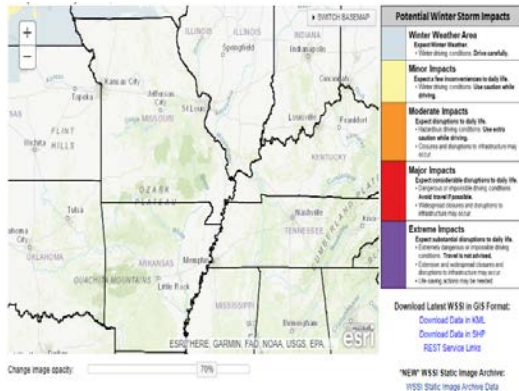 +
−
SWITCH BASEMAP
ILLINOIS
ILLINOIS
INDIANA
Springfield
Indianapolis
Kansas City
Cincinnati
Topeka
Jefferson City
St Louis
MISSOURI
Louisville
Frankfort
FLINT HILLS
Wichita
KENTUCKY
OZARK PLATEAU
Nashville
Tulsa
TENNESSEE
CUMBERLAND PLATEAU
OKLAHOMA
ARKANSAS
Memphis
OUACHITA MOUNTAINS
Little Rock
MISSISSIPPI
Birmingham
ESRI, HERE, GARMIN, FAO, NOAA, USGS, EPA,
esri
Change image opacity:
70%
Potential Winter Storm Impacts
Winter Weather Area
Expect Winter Weather.
• Winter driving conditions. Drive carefully.
Minor Impacts
Expect a few inconveniences to daily life.
• Winter driving conditions. Use caution while driving.
Moderate Impacts
Expect disruptions to daily life.
• Hazardous driving conditions. Use extra caution while driving.
• Closures and disruptions to infrastructure may occur
Major Impacts
Expect considerable disruptions to daily life.
• Dangerous or impossible driving conditions. Avoid travel if possible.
• Widespread closures and disruptions to infrastructure may occur
Extreme Impacts
Expect substantial disruptions to daily life.
• Extremely dangerous or impossible driving conditions. Travel is not advised.
• Extensive and widespread closures and disruptions to infrastructure may occur
• Life-saving actions may be needed
Download Latest WSSI in GIS Format:
Download Data in KML
Download Data in SHP
REST Service Links
*NEW* WSSI Static Image Archive:
WSSI Static Image Archive Data